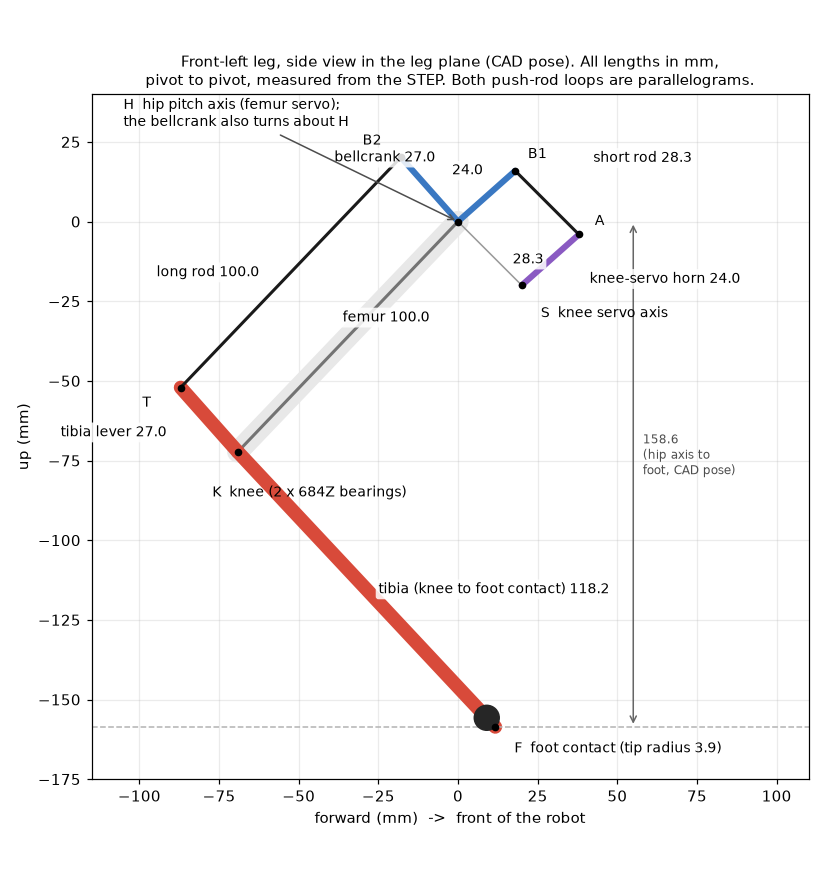 Front-left leg, side view in the leg plane (CAD pose). All lengths in mm,
pivot to pivot, measured from the STEP. Both push-rod loops are parallelograms.
H  hip pitch axis (femur servo);
the bellcrank also turns about H
B2
bellcrank 27.0
24.0
B1
short rod 28.3
A
28.3
knee-servo horn 24.0
S  knee servo axis
long rod 100.0
femur 100.0
T
tibia lever 27.0
K  knee (2 x 684Z bearings)
158.6
(hip axis to
foot, CAD pose)
tibia (knee to foot contact) 118.2
F  foot contact (tip radius 3.9)
25
0
−25
−50
−75
−100
−125
−150
−175
up (mm)
−100
−75
−50
−25
0
25
50
75
100
forward (mm)  ->  front of the robot